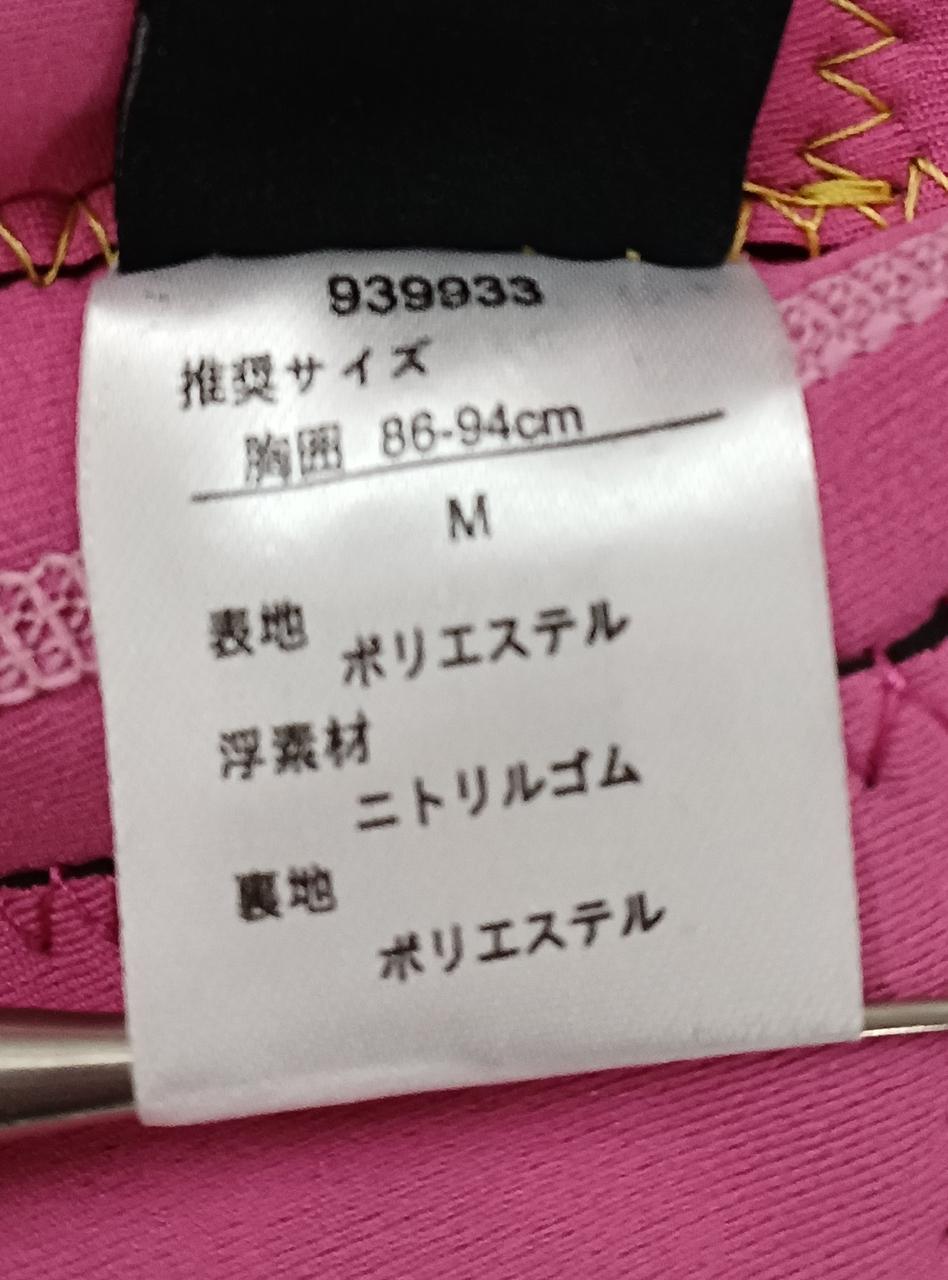 939933
推奨サイズ
胸囲 86-94cm
M
表地
ポリエステル
浮素材
ニトリルゴム
裏地
ポリエステル